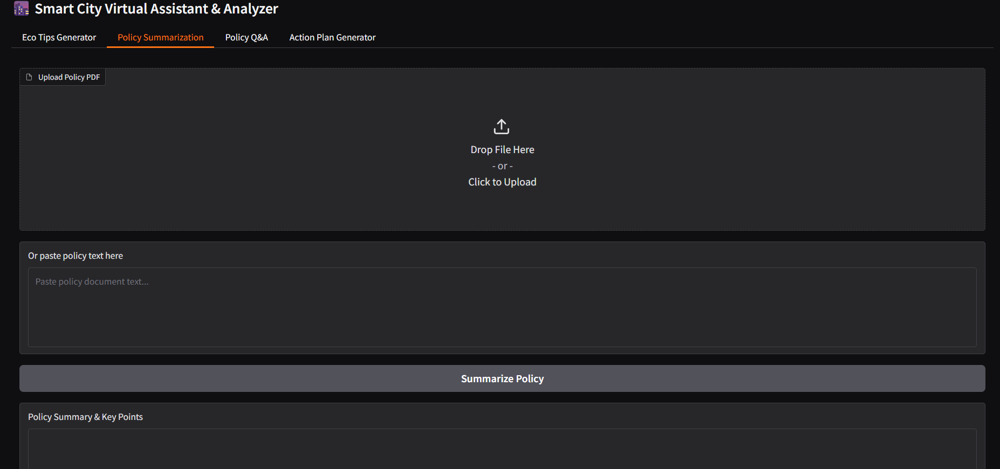 Smart City Virtual Assistant & Analyzer
Eco Tips Generator
Policy Summarization
Policy Q&A
Action Plan Generator
Upload Policy PDF
Drop File Here
- or -
Click to Upload
Or paste policy text here
Paste policy document text...
Summarize Policy
Policy Summary & Key Points